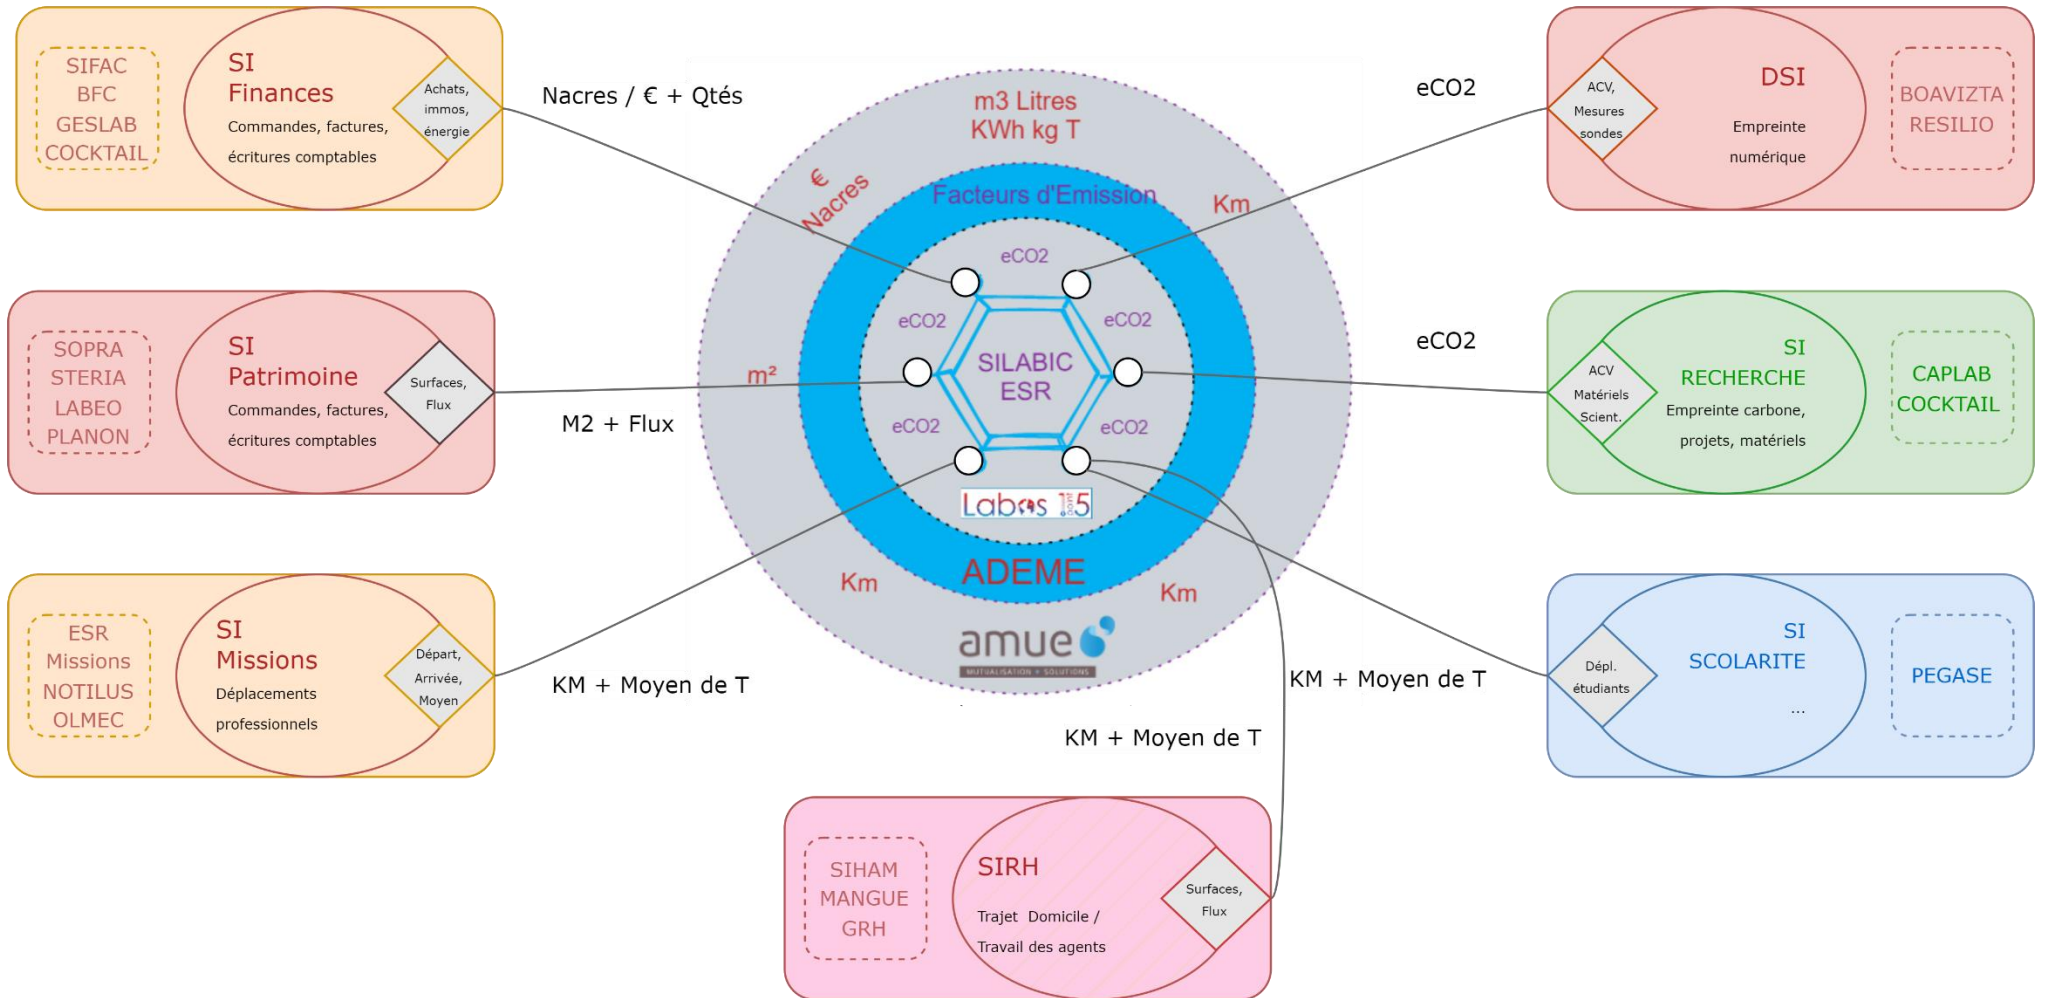 SIFAC
BFC
GESLAB
COCKTAIL
SI
Finances
Commandes, factures,
écritures comptables
Achats,
immos,
énergie
Nacres / € + Qtés
SOPRA
STERIA
LABEO
PLANON
SI
Patrimoine
Commandes, factures,
écritures comptables
Surfaces,
Flux
M2 + Flux
ESR
Missions
NOTILUS
OLMEC
SI
Missions
Déplacements
professionnels
Départ,
Arrivée,
Moyen
KM + Moyen de T
m3 Litres
KWh kg T
€
Nacres
Km
Facteurs d'Emission
eCO2
eCO2
eCO2
SILABIC
ESR
m²
eCO2
eCO2
Labos 1 5
ADEME
Km
Km
amue
MUTUALISATION + SOLUTIONS
eCO2
ACV,
Mesures
sondes
DSI
Empreinte
numérique
BOAVIZTA
RESILIO
eCO2
ACV
Matériels
Scient.
SI
RECHERCHE
Empreinte carbone,
projets, matériels
CAPLAB
COCKTAIL
KM + Moyen de T
Dépl.
étudiants
SI
SCOLARITE
...
PEGASE
KM + Moyen de T
SIHAM
MANGUE
GRH
SIRH
Trajet Domicile /
Travail des agents
Surfaces,
Flux